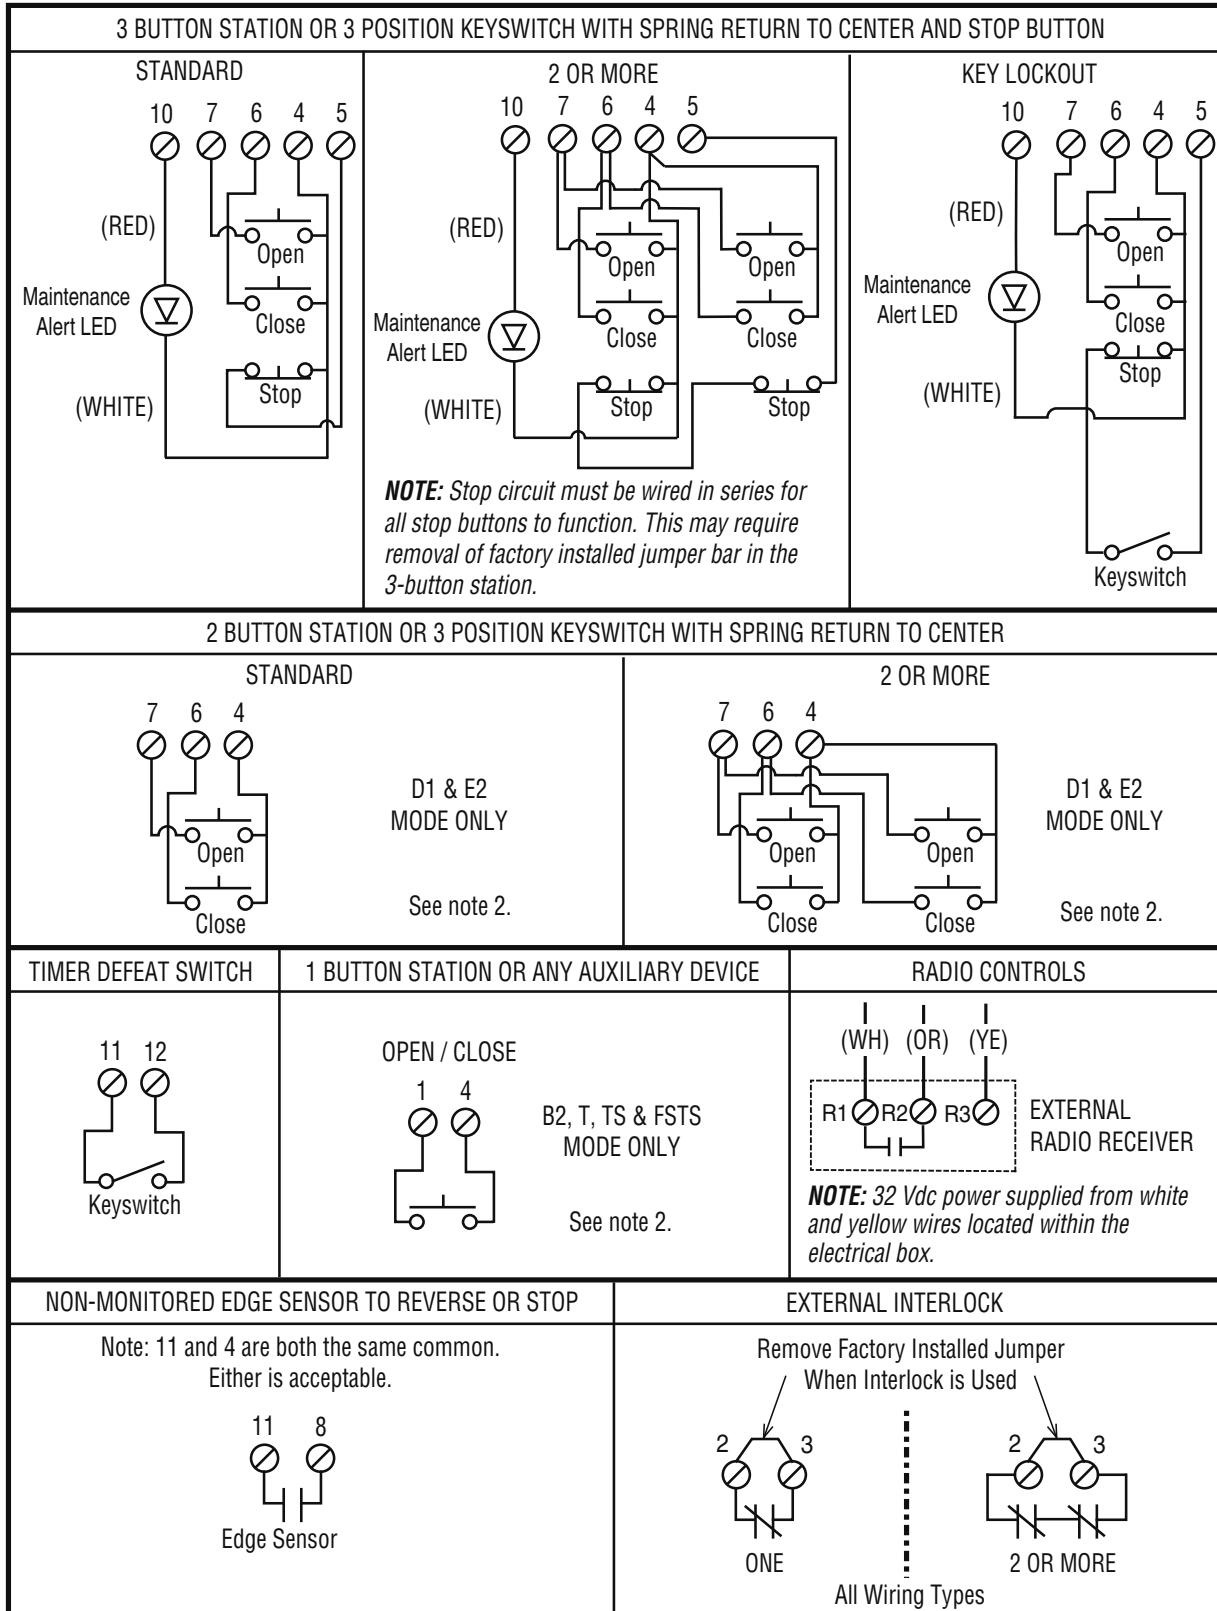 3 BUTTON STATION OR 3 POSITION KEYSWITCH WITH SPRING RETURN TO CENTER AND STOP BUTTON
STANDARD
10 7 6 4 5
(RED)
Open
Maintenance
Alert LED
Close
(WHITE)
Stop
2 OR MORE
10 7 6 4 5
(RED)
Open Open
Maintenance
Alert LED
Close Close
(WHITE)
Stop Stop
NOTE: Stop circuit must be wired in series for
all stop buttons to function. This may require
removal of factory installed jumper bar in the
3-button station.
KEY LOCKOUT
10 7 6 4 5
(RED)
Open
Maintenance
Alert LED
Close
(WHITE)
Stop
Keyswitch
2 BUTTON STATION OR 3 POSITION KEYSWITCH WITH SPRING RETURN TO CENTER
STANDARD
7 6 4
D1 & E2
MODE ONLY
Open
See note 2.
Close
2 OR MORE
7 6 4
D1 & E2
MODE ONLY
Open Open
See note 2.
Close Close
TIMER DEFEAT SWITCH
11 12
Keyswitch
1 BUTTON STATION OR ANY AUXILIARY DEVICE
OPEN / CLOSE
1 4
B2, T, TS & FSTS
MODE ONLY
See note 2.
RADIO CONTROLS
(WH) (OR) (YE)
R1 R2 R3
EXTERNAL
RADIO RECEIVER
NOTE: 32 Vdc power supplied from white
and yellow wires located within the
electrical box.
NON-MONITORED EDGE SENSOR TO REVERSE OR STOP
Note: 11 and 4 are both the same common.
Either is acceptable.
11 8
Edge Sensor
EXTERNAL INTERLOCK
Remove Factory Installed Jumper
When Interlock is Used
2 3 2 3
ONE 2 OR MORE
All Wiring Types